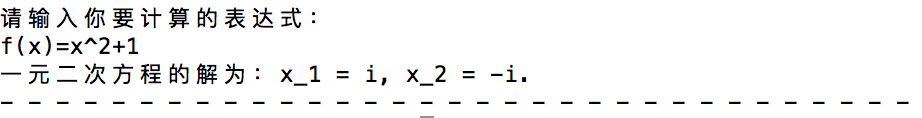 请输入你要计算的表达式：
f(x)=x^2+1
一元二次方程的解为：x_1 = i, x_2 = -i.
- - - - - - - - - - - - - - - - - - - - - - - - - - - - - - - - -